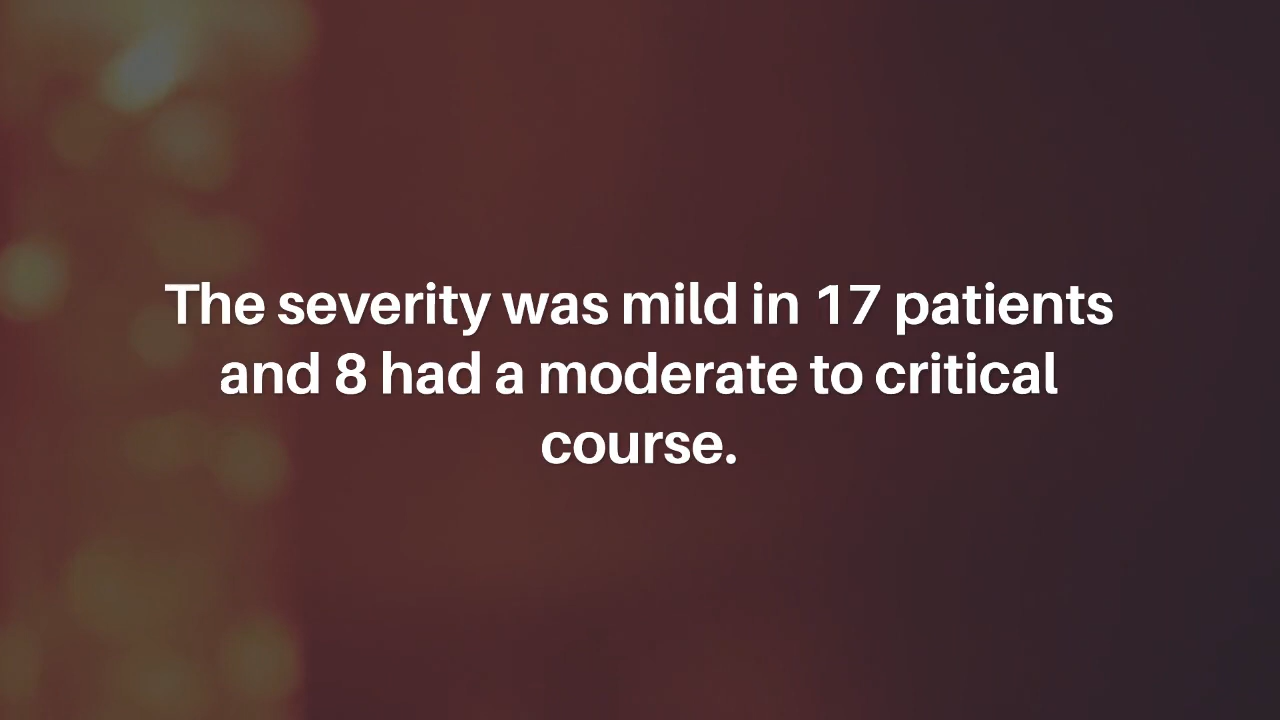 The severity was mild in 17 patients
and 8 had a moderate to critical
course.